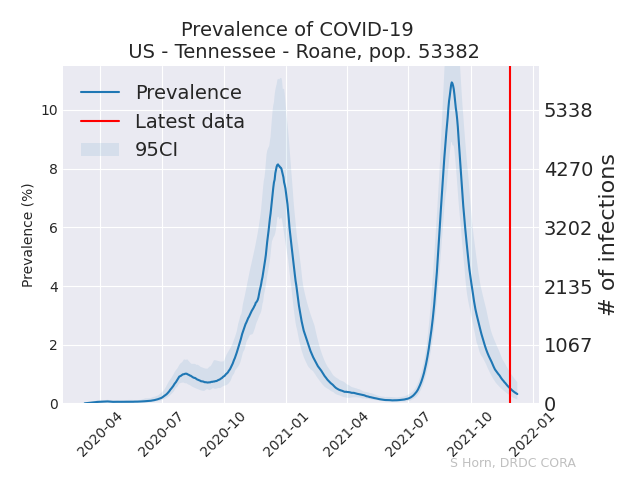 Prevalence of COVID-19
US - Tennessee - Roane, pop. 53382
Prevalence
Latest data
95CI
Prevalence (%)
10
8
6
4
2
0
5338
4270
3202
2135
1067
0
# of infections
2020-04
2020-07
2020-10
2021-01
2021-04
2021-07
2021-10
2022-01
S Horn, DRDC CORA